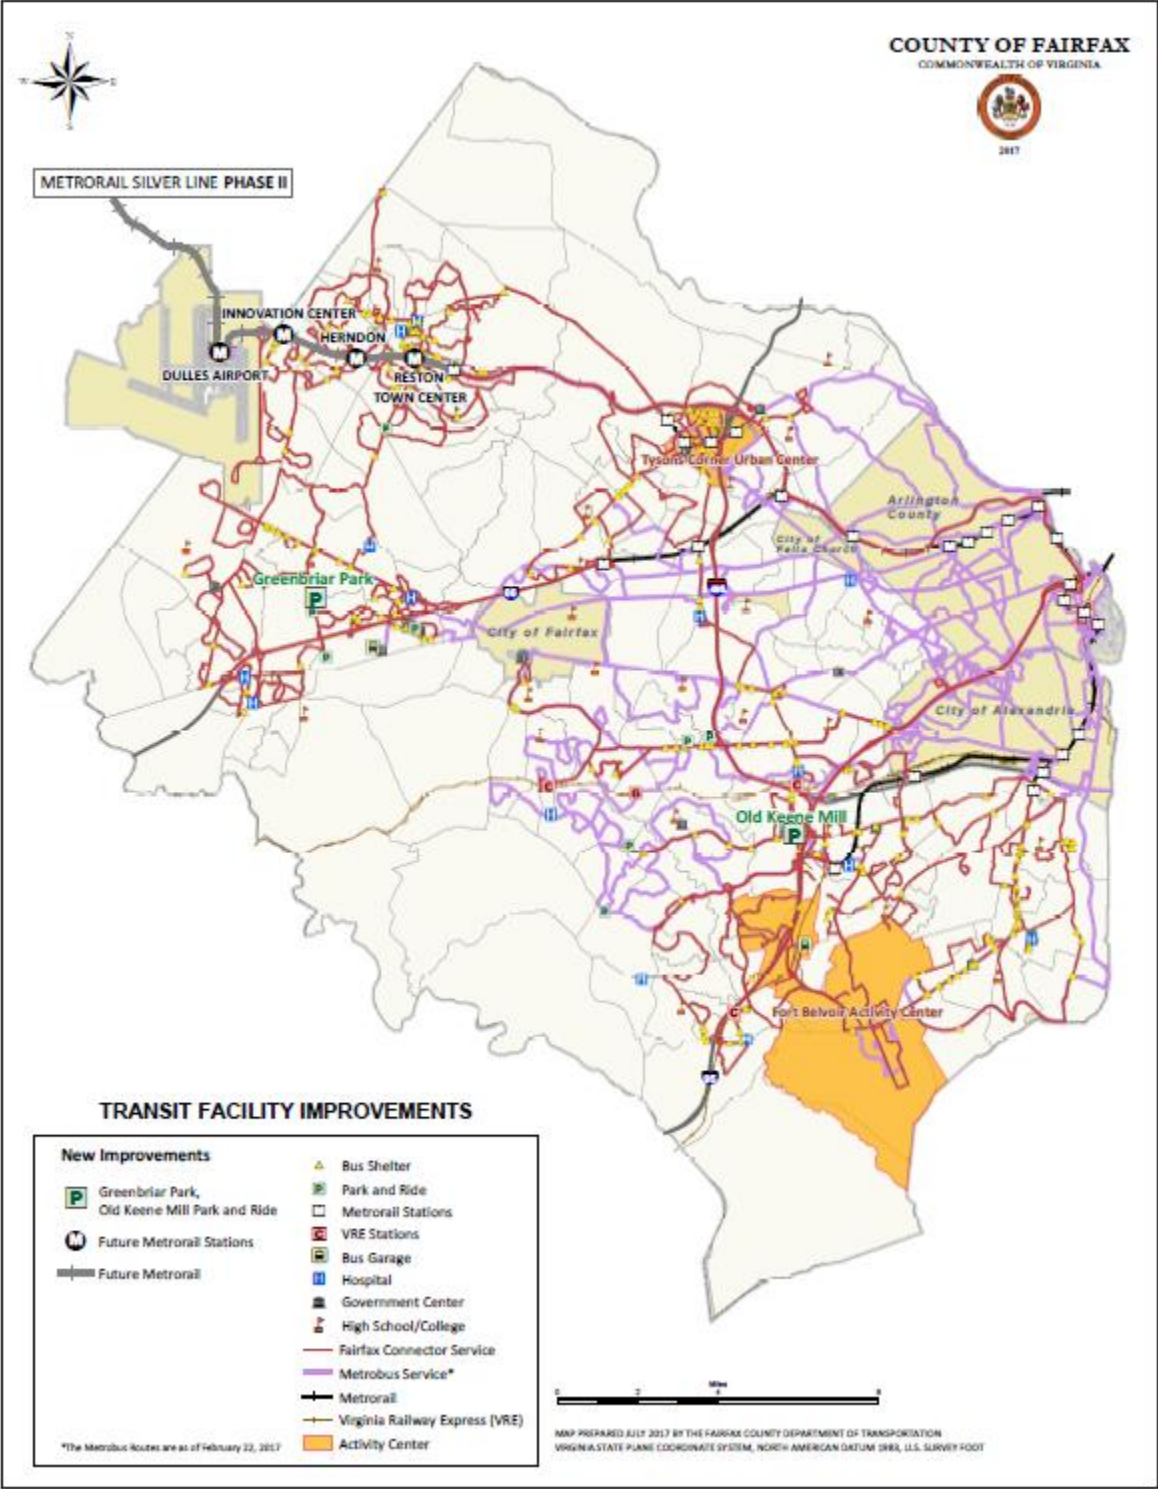 N
W
E
S
COUNTY OF FAIRFAX
COMMONWEALTH OF VIRGINIA
2017
METRORAIL SILVER LINE PHASE II
INNOVATION CENTER
HERNDON
DULLES AIRPORT
RESTON
TOWN CENTER
Tysons Corner Urban Center
Arlington
County
City of
Falls Church
Greenbriar Park
P
66
City of Fairfax
City of Alexandria
Old Keene Mill
P
Fort Belvoir Activity Center
95
TRANSIT FACILITY IMPROVEMENTS
New Improvements
P Greenbriar Park,
Old Keene Mill Park and Ride
M Future Metrorail Stations
Future Metrorail
Bus Shelter
P Park and Ride
Metrorail Stations
C VRE Stations
Bus Garage
H Hospital
Government Center
High School/College
Fairfax Connector Service
Metrobus Service*
Metrorail
Virginia Railway Express (VRE)
Activity Center
*The Metrobus Routes are as of February 22, 2017
Miles
0 2 4 8
MAP PREPARED JULY 2017 BY THE FAIRFAX COUNTY DEPARTMENT OF TRANSPORTATION
VIRGINIA STATE PLANE COORDINATE SYSTEM, NORTH AMERICAN DATUM 1983, U.S. SURVEY FOOT